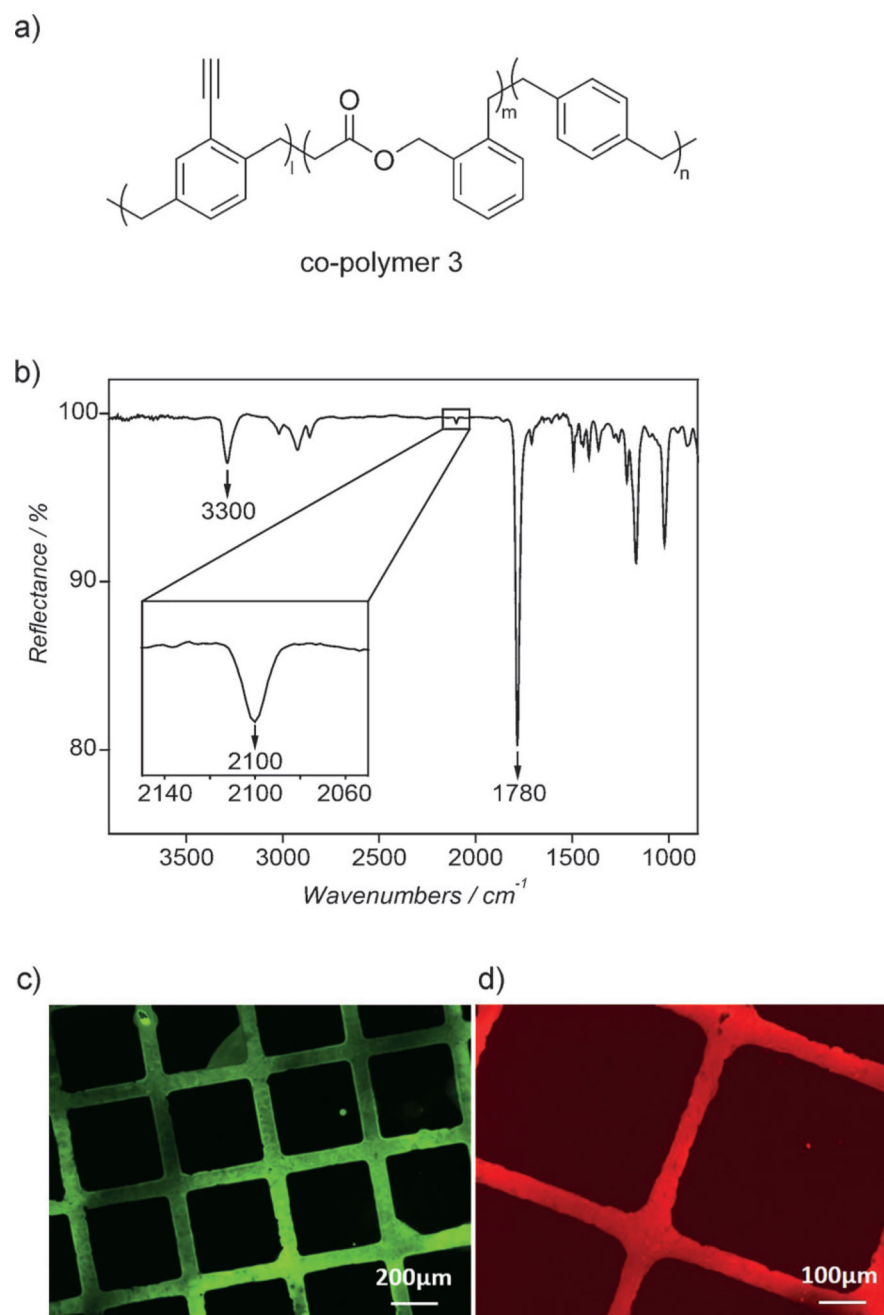 a)
O
O
l
m
n
co-polymer 3
b)
100
90
80
Reflectance / %
3300
2100
2140 2100 2060
1780
3500 3000 2500 2000 1500 1000
Wavenumbers / cm-1
c)
d)
200μm
100μm